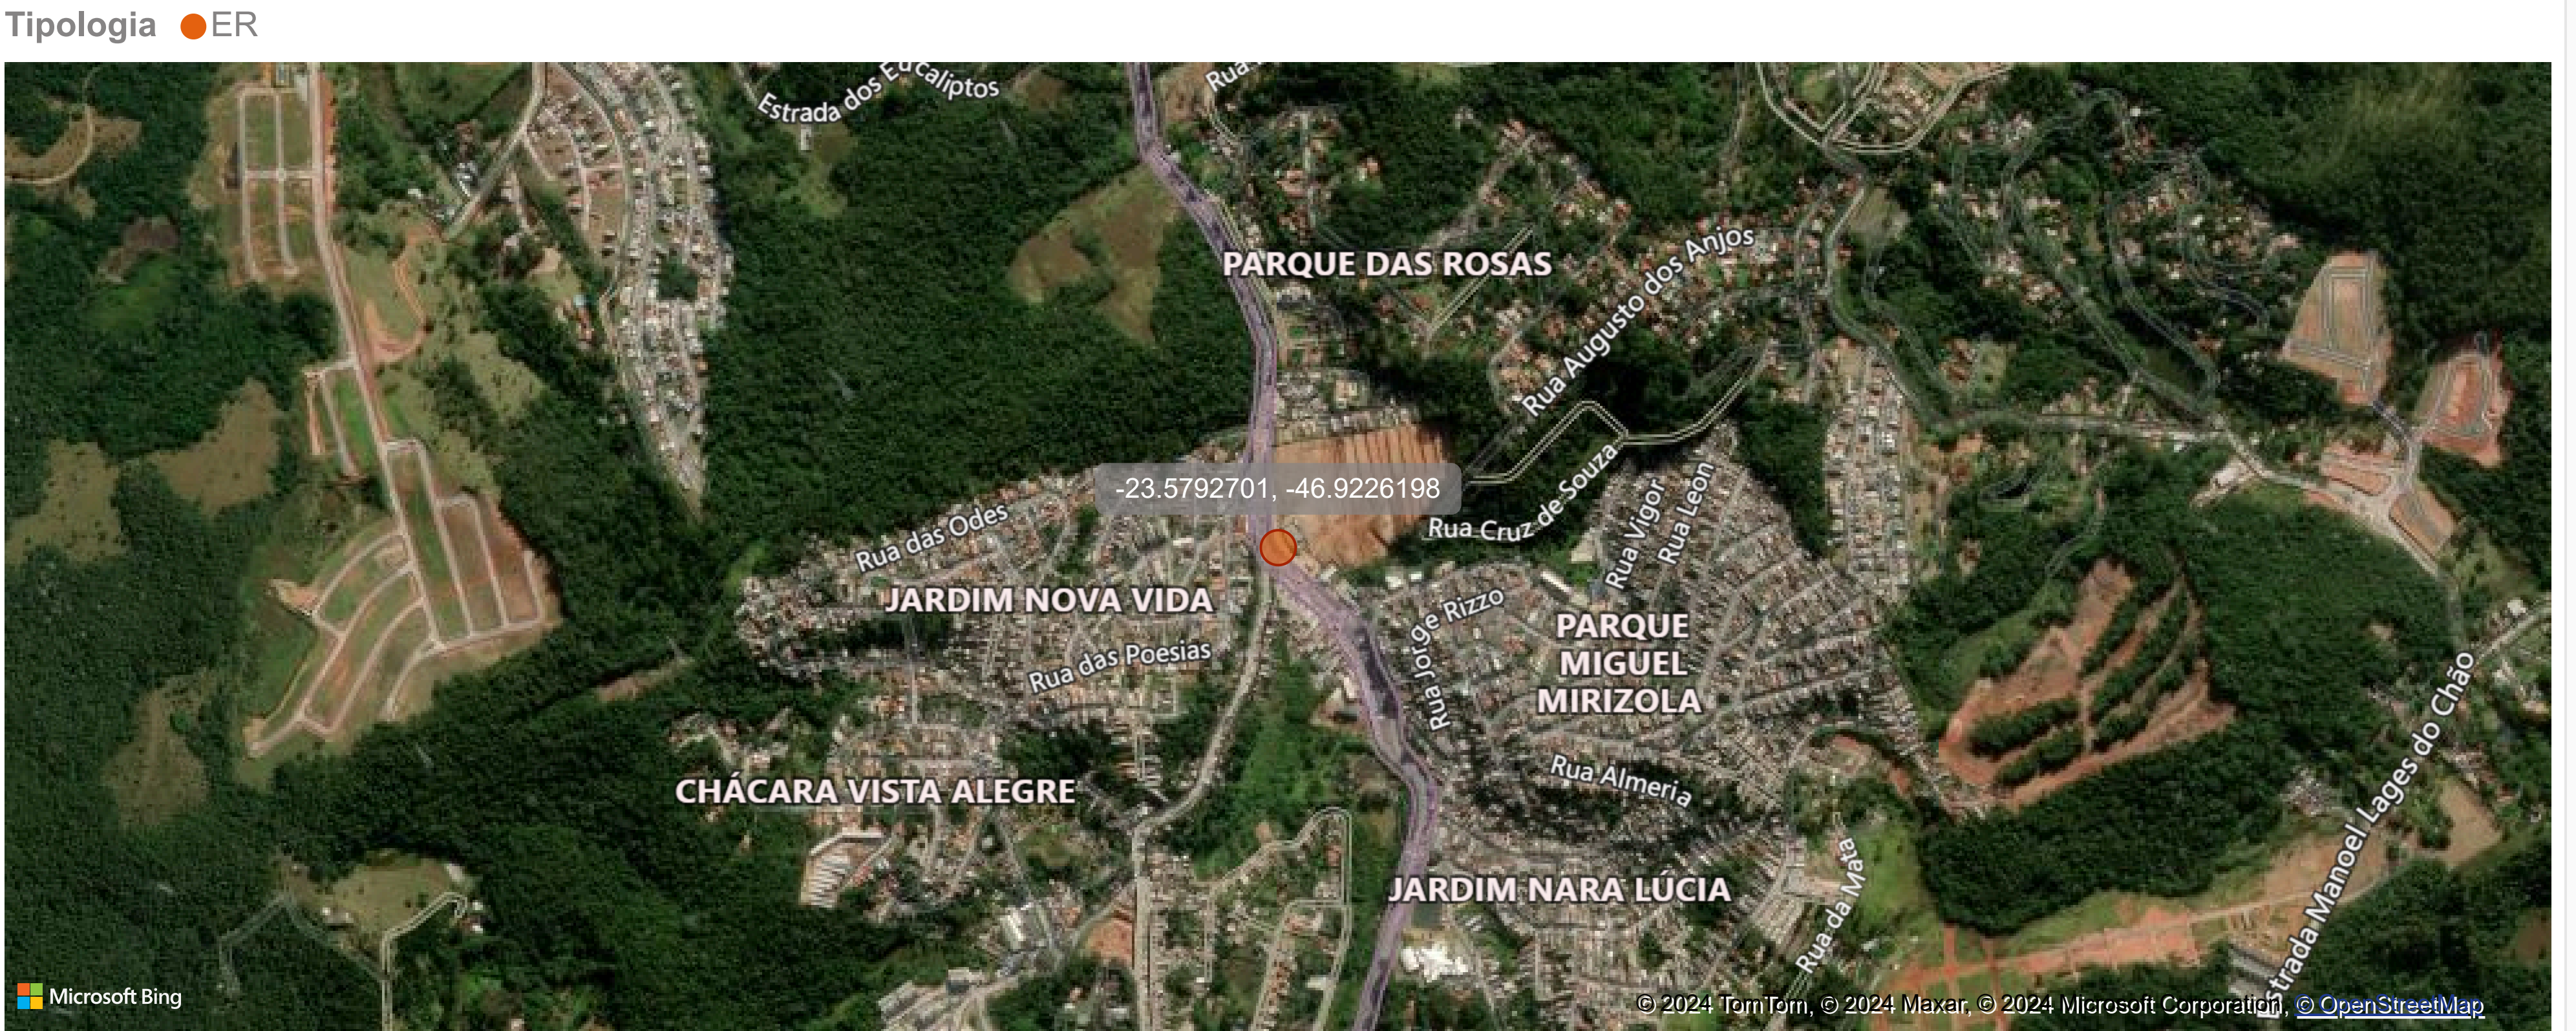 Tipologia ER
Estrada dos Eucaliptos
Rua
PARQUE DAS ROSAS
Rua Augusto dos Anjos
-23.5792701, -46.9226198
Rua Cruz de Souza
Rua Vigor
Rua Leon
Rua das Odes
JARDIM NOVA VIDA
Rua Jorge Rizzo
PARQUE
MIGUEL
MIRIZOLA
Rua das Poesias
CHÁCARA VISTA ALEGRE
Rua Almeria
Estrada Manoel Lages do Chão
JARDIM NARA LÚCIA
Rua da Mata
Microsoft Bing
© 2024 TomTom, © 2024 Maxar, © 2024 Microsoft Corporation, © OpenStreetMap